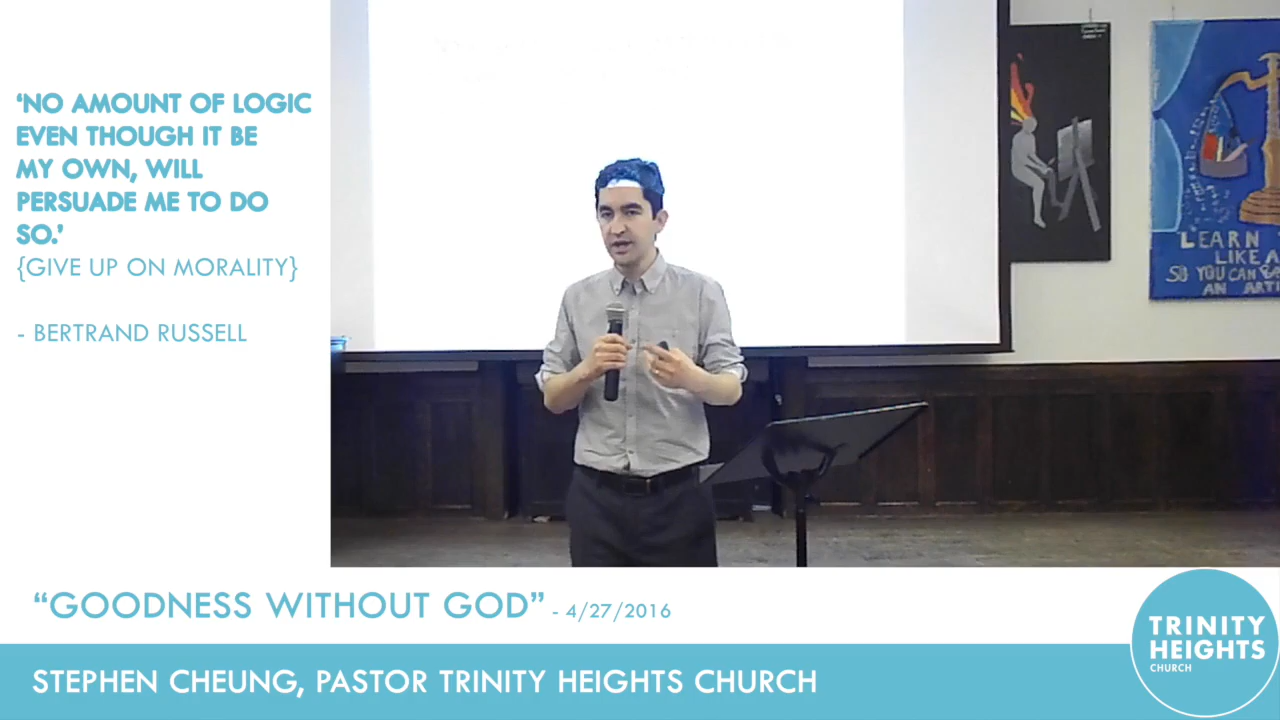 ‘NO AMOUNT OF LOGIC
EVEN THOUGH IT BE
MY OWN, WILL
PERSUADE ME TO DO
SO.’
{GIVE UP ON MORALITY}
- BERTRAND RUSSELL
LEARN
LIKE A
SO YOU CAN
AN ARTI
“GOODNESS WITHOUT GOD” - 4/27/2016
STEPHEN CHEUNG, PASTOR TRINITY HEIGHTS CHURCH
TRINITY
HEIGHTS
CHURCH